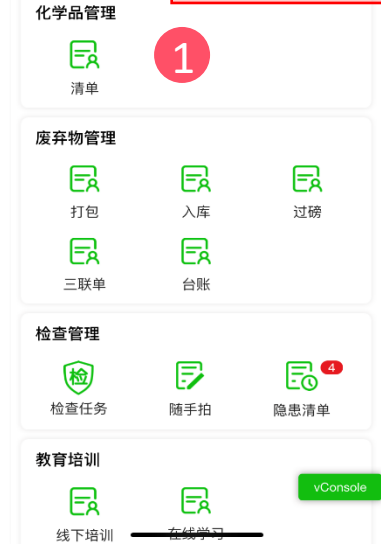 化学品管理
1
清单
废弃物管理
打包 入库 过磅
三联单 台账
检查管理
检 4
检查任务 随手拍 隐患清单
教育培训
vConsole
线下培训 在线学习